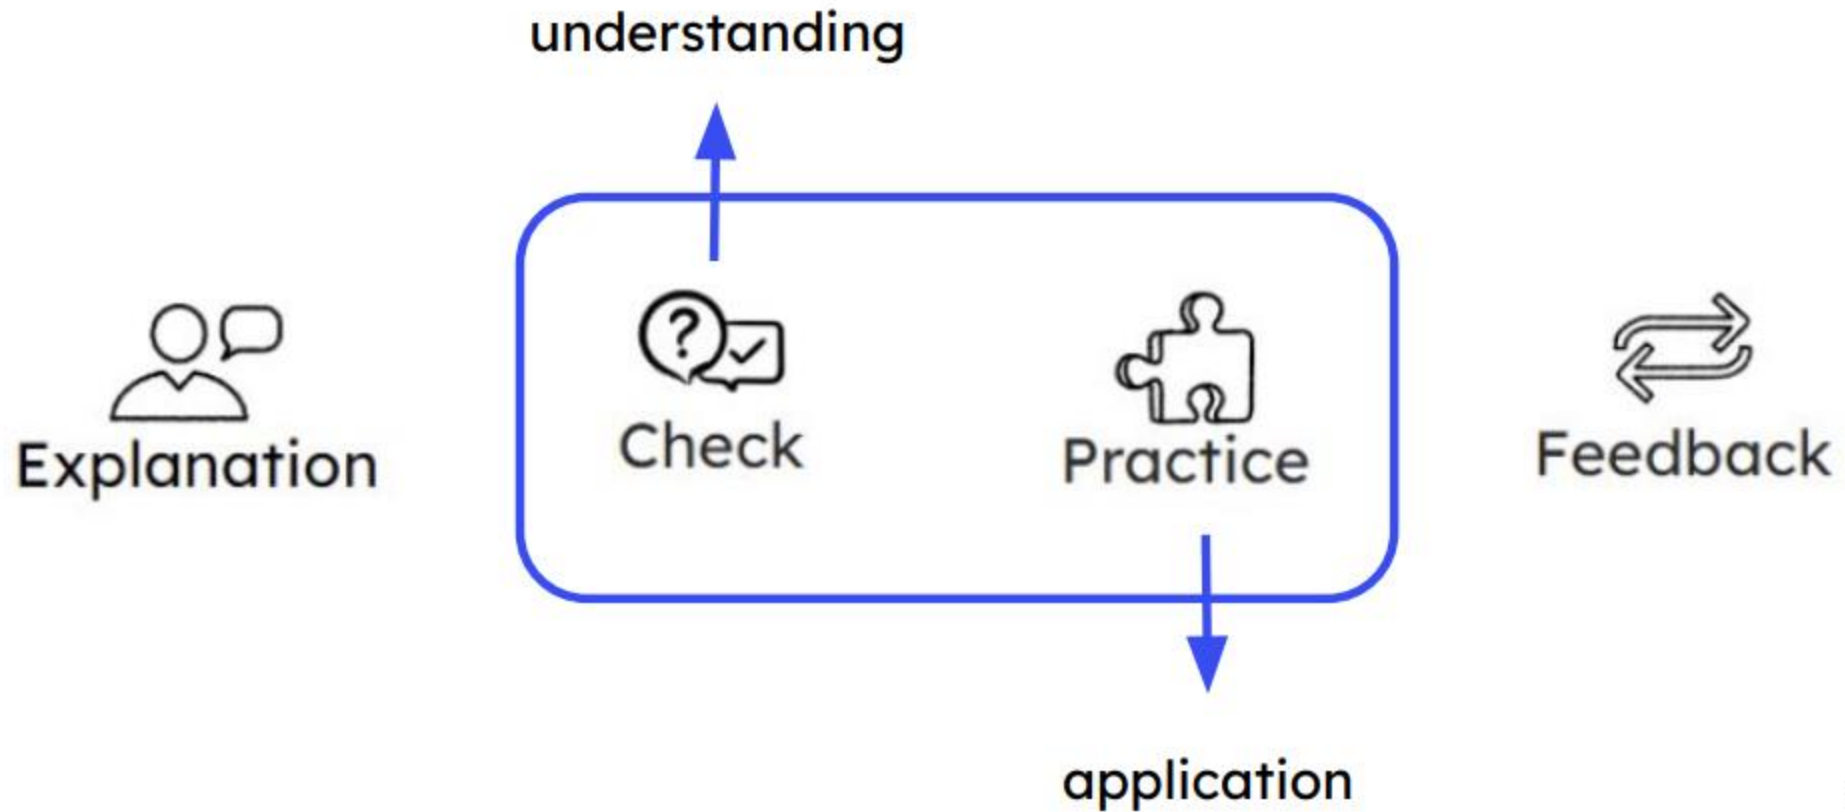 understanding
Explanation
Check
Practice
Feedback
application